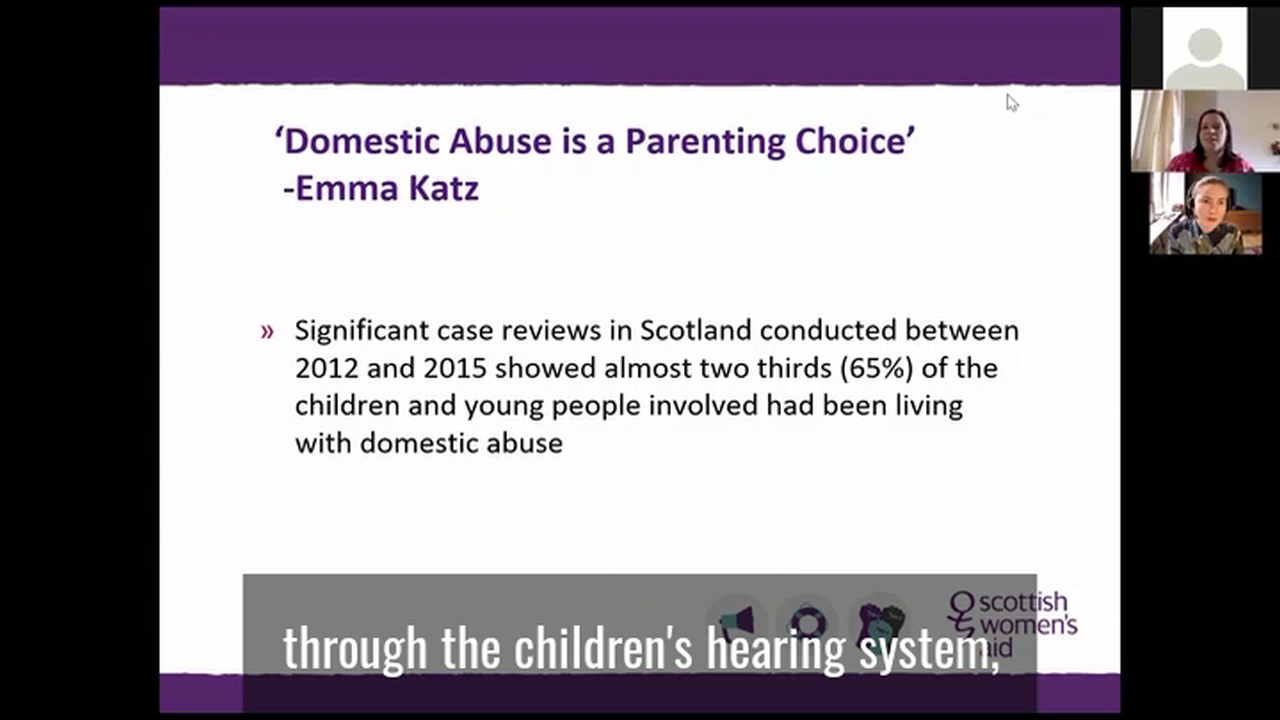 ‘Domestic Abuse is a Parenting Choice’
-Emma Katz
» Significant case reviews in Scotland conducted between
2012 and 2015 showed almost two thirds (65%) of the
children and young people involved had been living
with domestic abuse
scottish
women's
aid
through the children's hearing system,